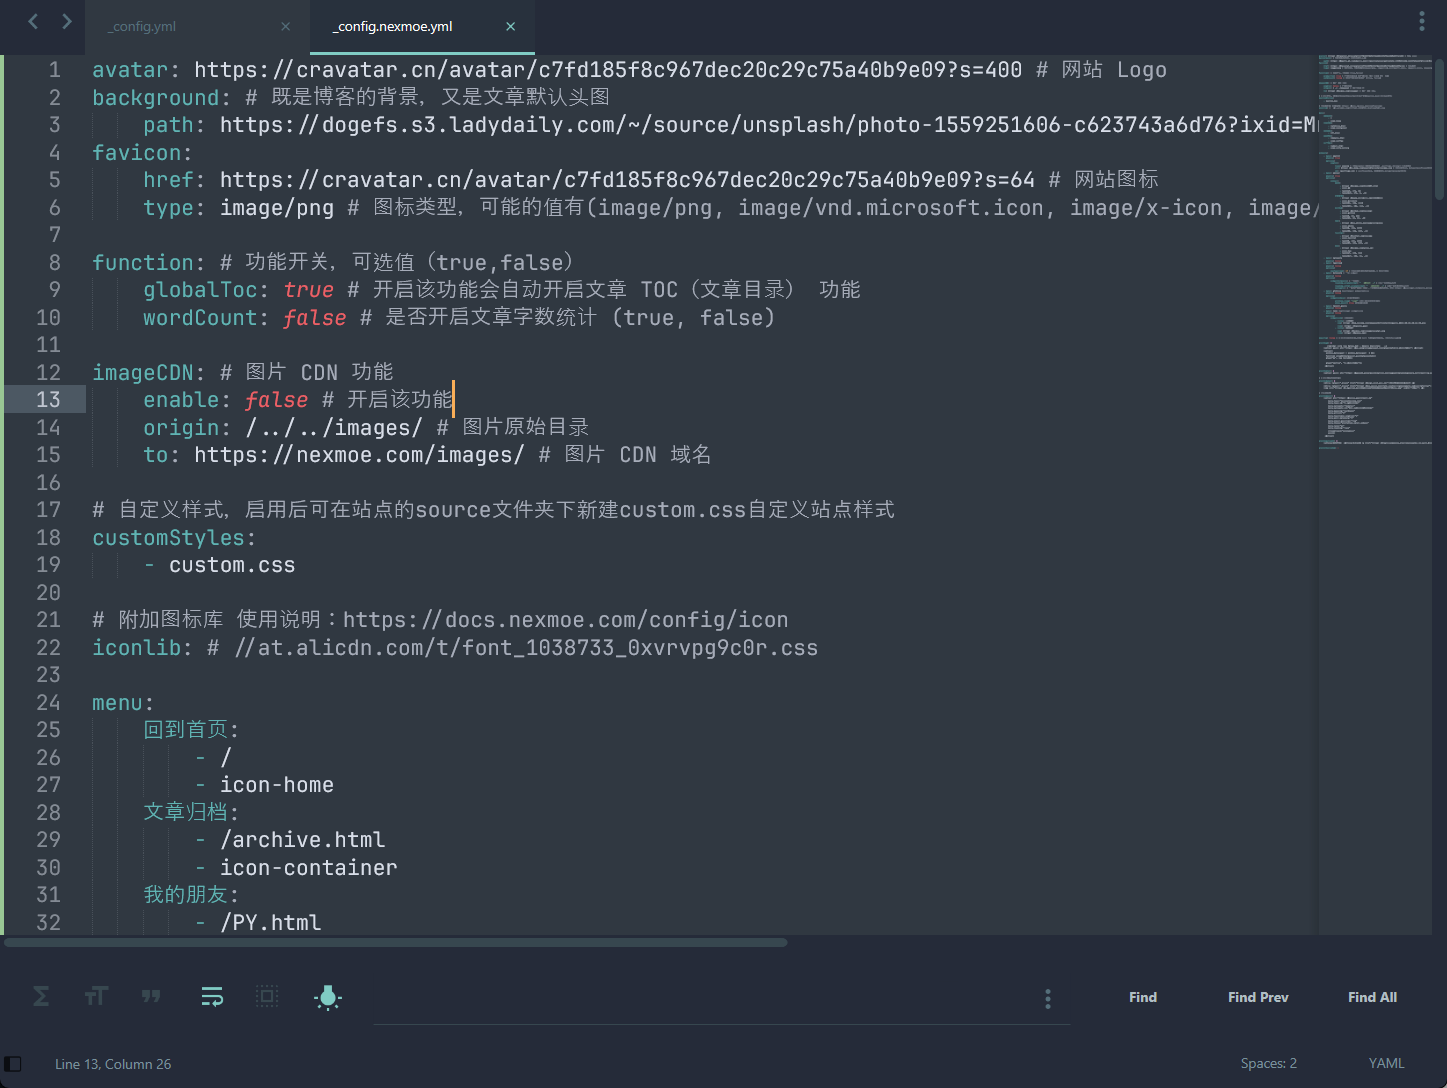 _config.yml
_config.nexmoe.yml
1 avatar: https://cravatar.cn/avatar/c7fd185f8c967dec20c29c75a40b9e09?s=400 # 网站 Logo
2 background: # 既是博客的背景，又是文章默认头图
3 path: https://dogefs.s3.ladydaily.com/~/source/unsplash/photo-1559251606-c623743a6d76?ixid=M
4 favicon:
5 href: https://cravatar.cn/avatar/c7fd185f8c967dec20c29c75a40b9e09?s=64 # 网站图标
6 type: image/png # 图标类型，可能的值有(image/png, image/vnd.microsoft.icon, image/x-icon, image/
7
8 function: # 功能开关，可选值（true,false）
9 globalToc: true # 开启该功能会自动开启文章 TOC（文章目录） 功能
10 wordCount: false # 是否开启文章字数统计 (true, false)
11
12 imageCDN: # 图片 CDN 功能
13 enable: false # 开启该功能
14 origin: /../../images/ # 图片原始目录
15 to: https://nexmoe.com/images/ # 图片 CDN 域名
16
17 # 自定义样式，启用后可在站点的source文件夹下新建custom.css自定义站点样式
18 customStyles:
19 - custom.css
20
21 # 附加图标库 使用说明：https://docs.nexmoe.com/config/icon
22 iconlib: # //at.alicdn.com/t/font_1038733_0xvrvpg9c0r.css
23
24 menu:
25 回到首页:
26 - /
27 - icon-home
28 文章归档:
29 - /archive.html
30 - icon-container
31 我的朋友:
32 - /PY.html
Find
Find Prev
Find All
Line 13, Column 26
Spaces: 2
YAML